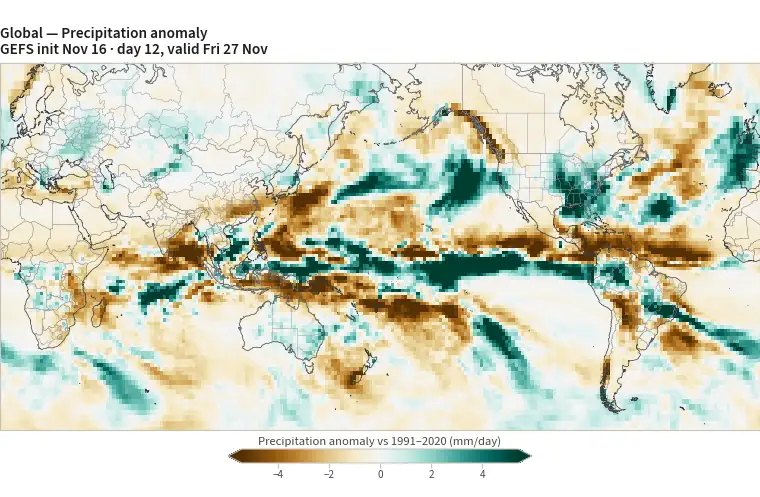 Global — Precipitation anomaly
GEFS init Nov 16 · day 12, valid Fri 27 Nov
Precipitation anomaly vs 1991–2020 (mm/day)
−4 −2 0 2 4